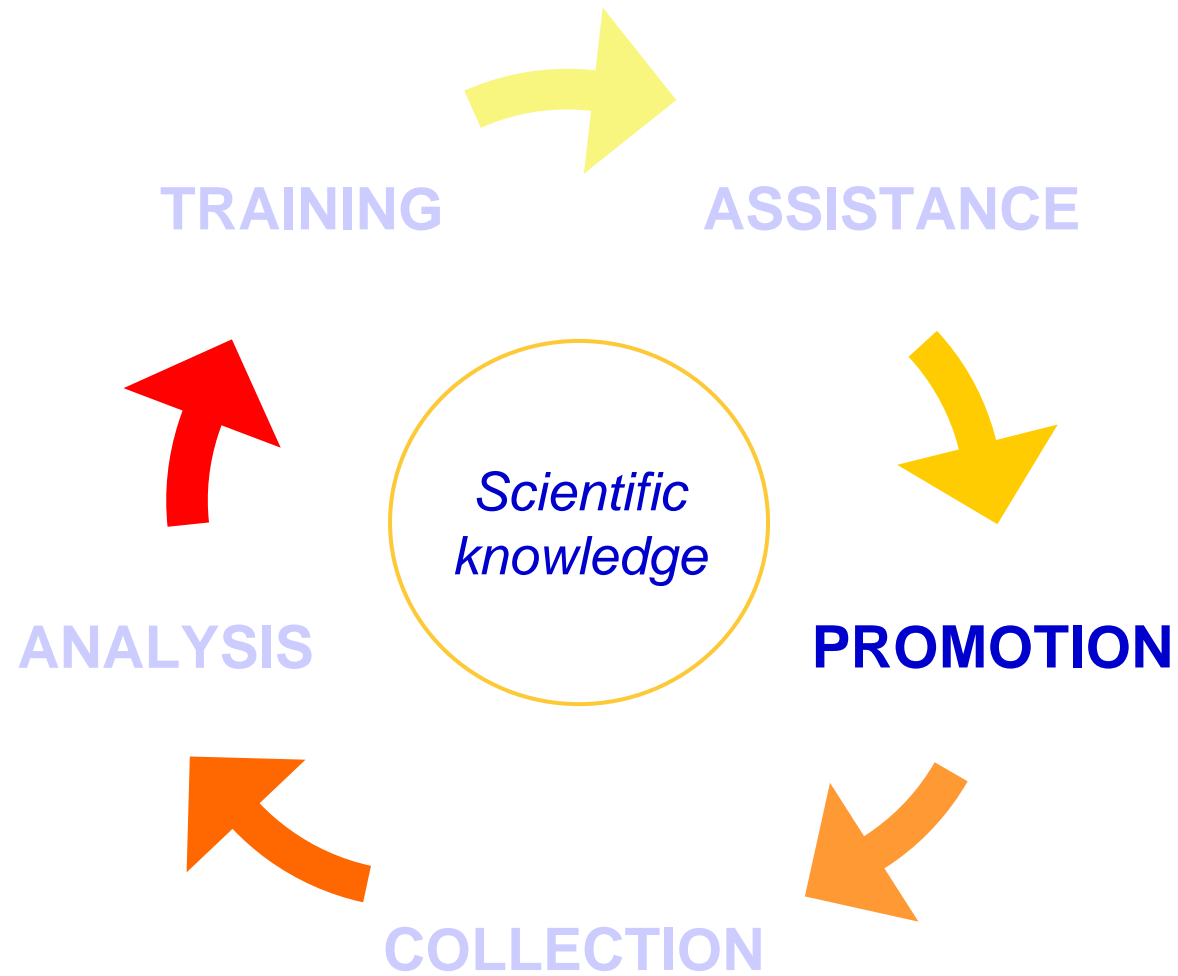 TRAINING
ASSISTANCE
Scientific
knowledge
ANALYSIS
PROMOTION
COLLECTION